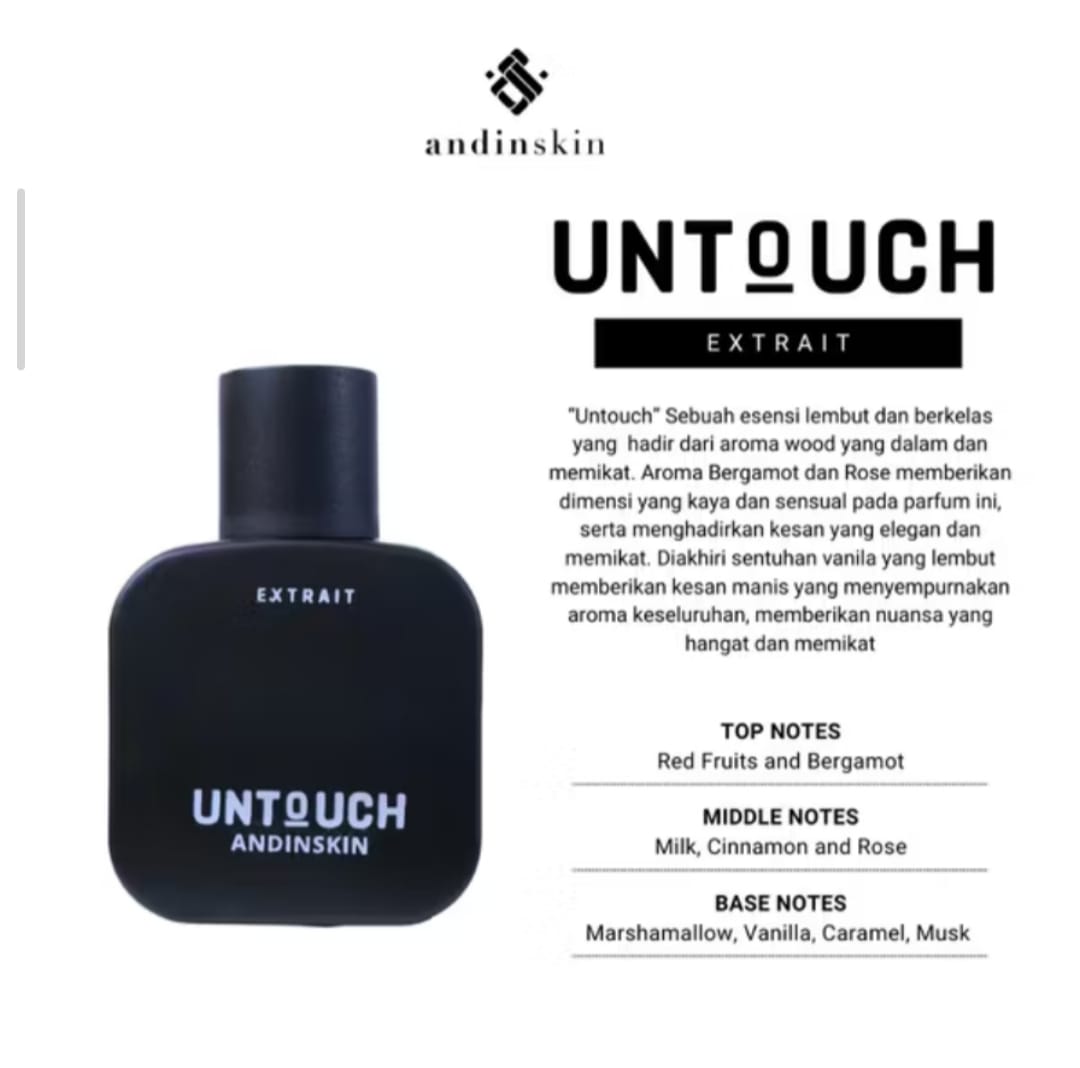 andinskin
UNTOUCH
EXTRAIT
“Untouch” Sebuah esensi lembut dan berkelas
yang hadir dari aroma wood yang dalam dan
memikat. Aroma Bergamot dan Rose memberikan
dimensi yang kaya dan sensual pada parfum ini,
serta menghadirkan kesan yang elegan dan
memikat. Diakhiri sentuhan vanila yang lembut
memberikan kesan manis yang menyempurnakan
aroma keseluruhan, memberikan nuansa yang
hangat dan memikat
TOP NOTES
Red Fruits and Bergamot
MIDDLE NOTES
Milk, Cinnamon and Rose
BASE NOTES
Marshamallow, Vanilla, Caramel, Musk
EXTRAIT
UNTOUCH
ANDINSKIN